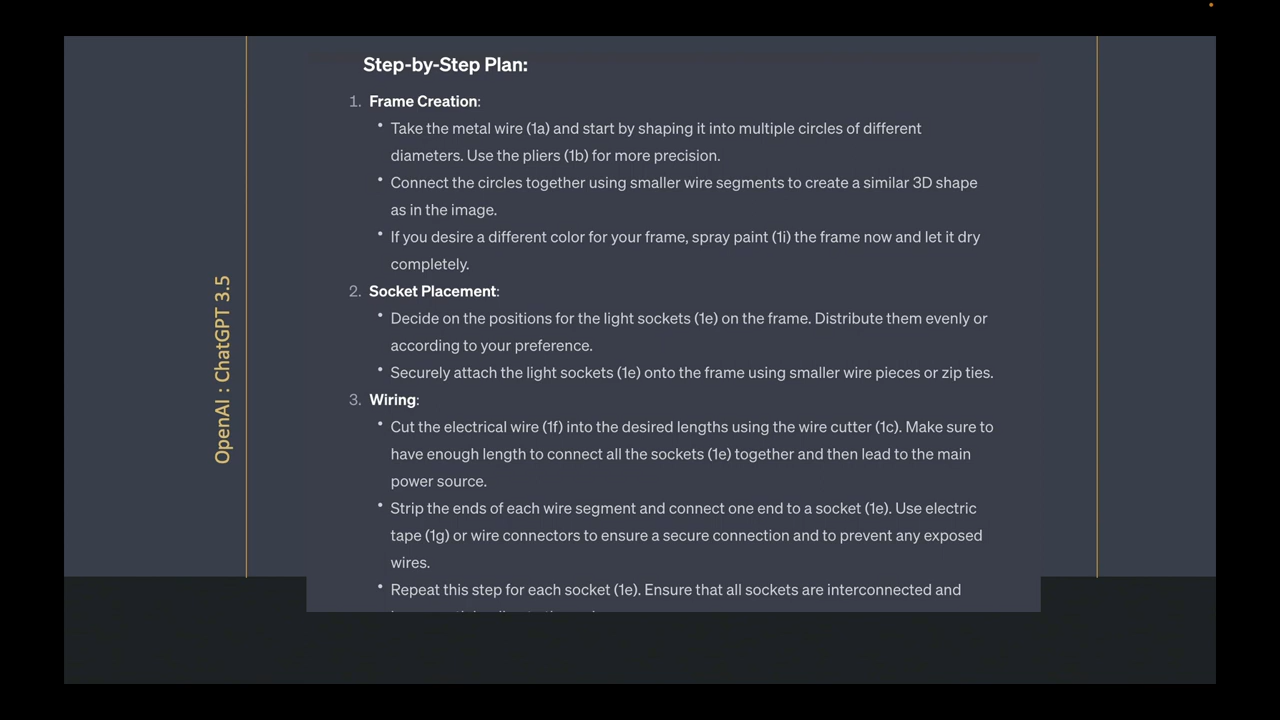 Step-by-Step Plan:
1. Frame Creation:
• Take the metal wire (1a) and start by shaping it into multiple circles of different
diameters. Use the pliers (1b) for more precision.
• Connect the circles together using smaller wire segments to create a similar 3D shape
as in the image.
• If you desire a different color for your frame, spray paint (1i) the frame now and let it dry
completely.
2. Socket Placement:
• Decide on the positions for the light sockets (1e) on the frame. Distribute them evenly or
according to your preference.
• Securely attach the light sockets (1e) onto the frame using smaller wire pieces or zip ties.
3. Wiring:
• Cut the electrical wire (1f) into the desired lengths using the wire cutter (1c). Make sure to
have enough length to connect all the sockets (1e) together and then lead to the main
power source.
• Strip the ends of each wire segment and connect one end to a socket (1e). Use electric
tape (1g) or wire connectors to ensure a secure connection and to prevent any exposed
wires.
• Repeat this step for each socket (1e). Ensure that all sockets are interconnected and
OpenAI : ChatGPT 3.5